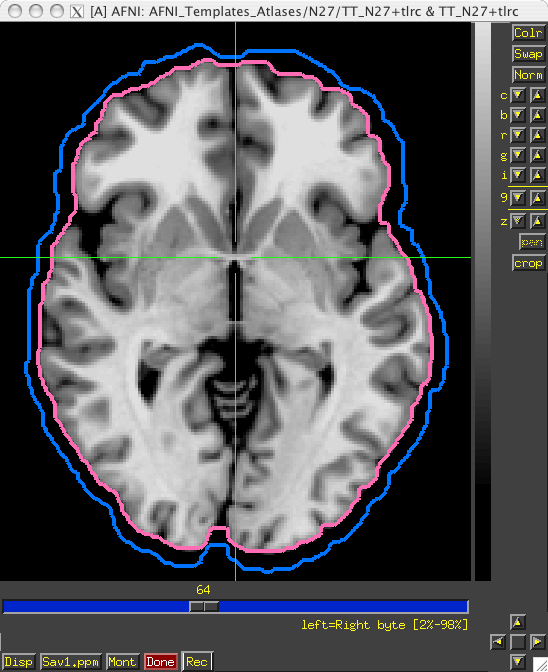 [A] AFNI: AFNI_Templates_Atlases/N27/TT_N27+tlrc & TT_N27+tlrc
Colr
Swap
Norm
c
b
r
g
i
9
z
pan
crop
64
left=Right byte [2%-98%]
Disp Sav1.ppm Mont Done Rec